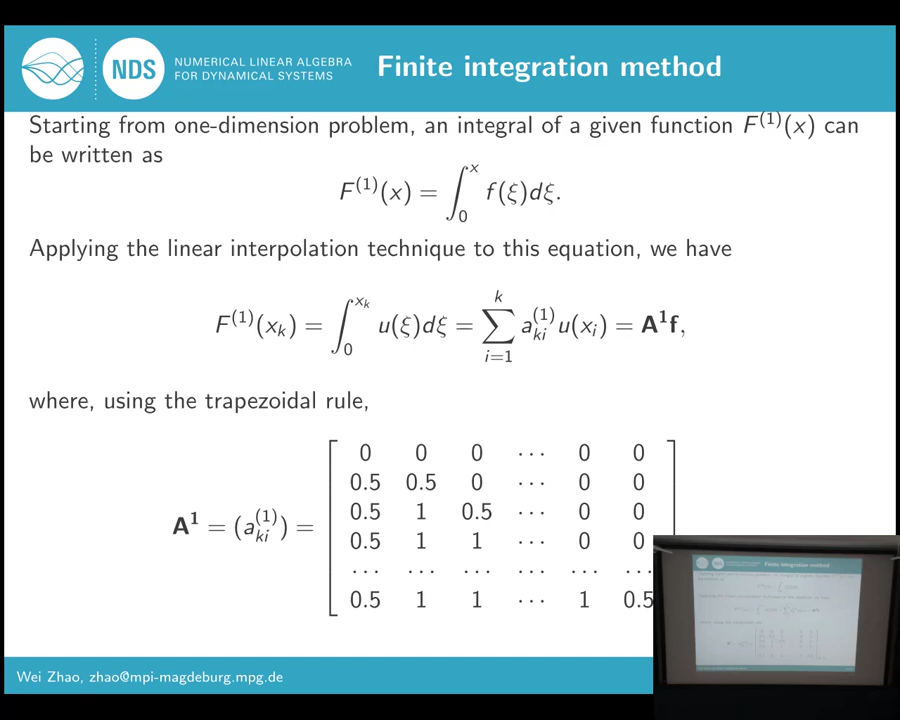 NDS
NUMERICAL LINEAR ALGEBRA
FOR DYNAMICAL SYSTEMS
Finite integration method
Starting from one-dimension problem, an integral of a given function F^{(1)}(x) can
be written as
F^{(1)}(x) = ∫_0^x f(ξ)dξ.
Applying the linear interpolation technique to this equation, we have
F^{(1)}(x_k) = ∫_0^{x_k} u(ξ)dξ = ∑_{i=1}^k a_{ki}^{(1)} u(x_i) = A^1 f,
where, using the trapezoidal rule,
A^1 = (a_{ki}^{(1)}) =
0 0 0 ··· 0 0
0.5 0.5 0 ··· 0 0
0.5 1 0.5 ··· 0 0
0.5 1 1 ··· 0 0
··· ··· ··· ··· ··· ···
0.5 1 1 ··· 1 0.5
Wei Zhao, zhao@mpi-magdeburg.mpg.de
Finite integration method